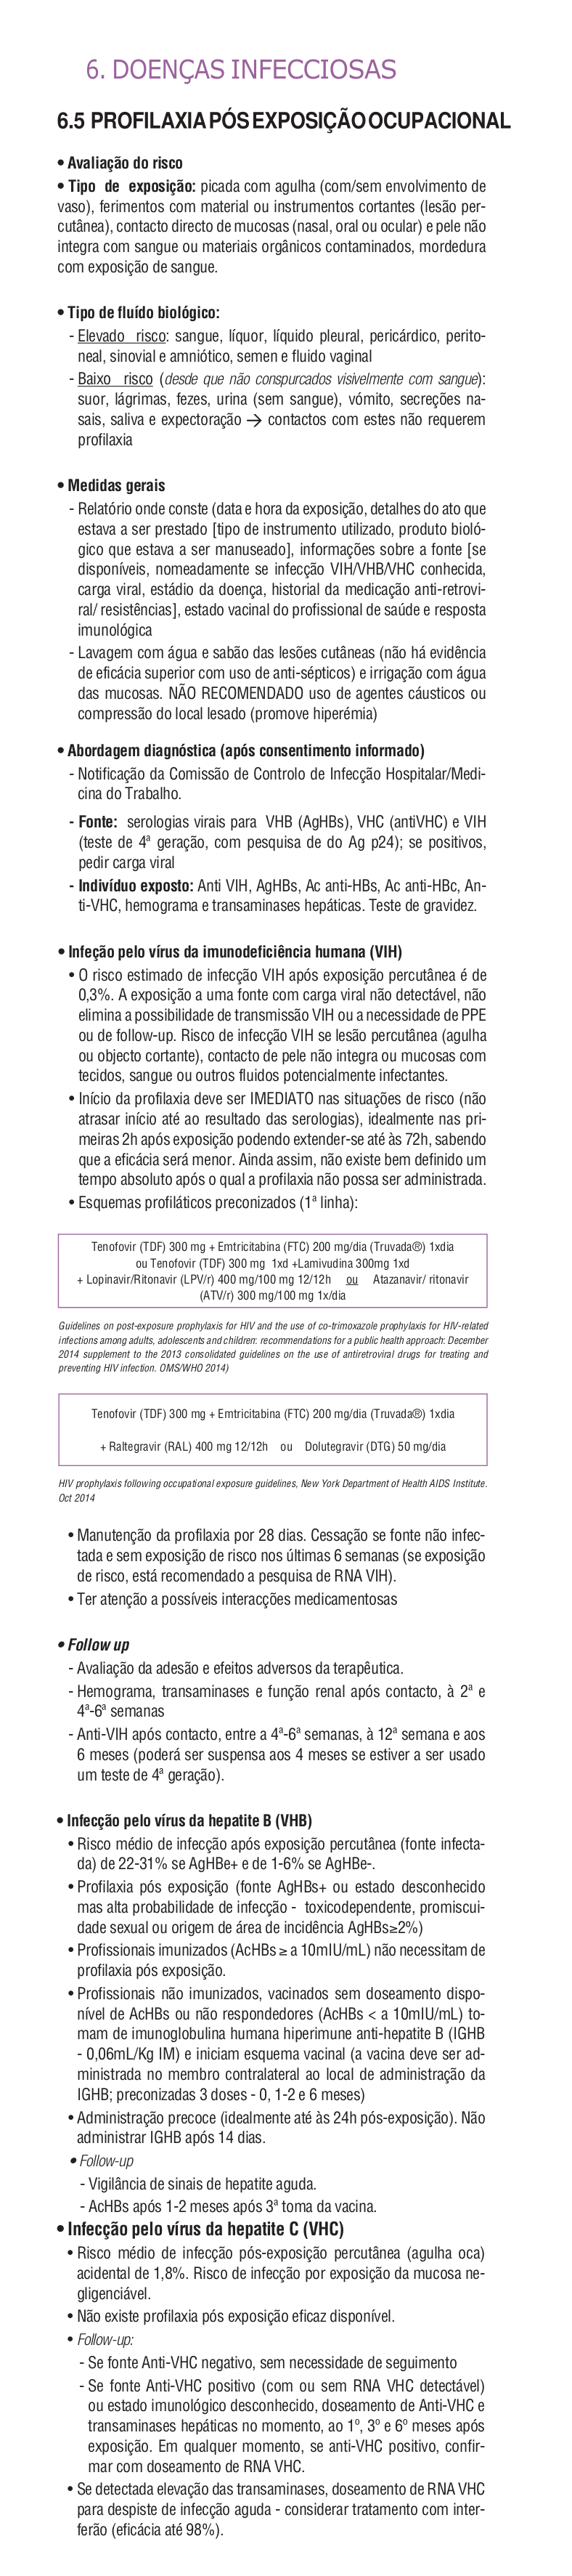 6. DOENÇAS INFECCIOSAS
6.5 PROFILAXIA PÓS EXPOSIÇÃO OCUPACIONAL
• Avaliação do risco
• Tipo de exposição: picada com agulha (com/sem envolvimento de
vaso), ferimentos com material ou instrumentos cortantes (lesão per-
cutânea), contacto directo de mucosas (nasal, oral ou ocular) e pele não
integra com sangue ou materiais orgânicos contaminados, mordedura
com exposição de sangue.
• Tipo de fluído biológico:
- Elevado risco: sangue, líquor, líquido pleural, pericárdico, perito-
neal, sinovial e amniótico, semen e fluido vaginal
- Baixo risco (desde que não conspurcados visivelmente com sangue):
suor, lágrimas, fezes, urina (sem sangue), vómito, secreções na-
sais, saliva e expectoração → contactos com estes não requerem
profilaxia
• Medidas gerais
- Relatório onde conste (data e hora da exposição, detalhes do ato que
estava a ser prestado [tipo de instrumento utilizado, produto bioló-
gico que estava a ser manuseado], informações sobre a fonte [se
disponíveis, nomeadamente se infecção VIH/VHB/VHC conhecida,
carga viral, estádio da doença, historial da medicação anti-retrovi-
ral/ resistências], estado vacinal do profissional de saúde e resposta
imunológica
- Lavagem com água e sabão das lesões cutâneas (não há evidência
de eficácia superior com uso de anti-sépticos) e irrigação com água
das mucosas. NÃO RECOMENDADO uso de agentes cáusticos ou
compressão do local lesado (promove hiperémia)
• Abordagem diagnóstica (após consentimento informado)
- Notificação da Comissão de Controlo de Infecção Hospitalar/Medi-
cina do Trabalho.
- Fonte: serologias virais para VHB (AgHBs), VHC (antiVHC) e VIH
(teste de 4ª geração, com pesquisa de do Ag p24); se positivos,
pedir carga viral
- Indivíduo exposto: Anti VIH, AgHBs, Ac anti-HBs, Ac anti-HBc, An-
ti-VHC, hemograma e transaminases hepáticas. Teste de gravidez.
• Infeção pelo vírus da imunodeficiência humana (VIH)
• O risco estimado de infecção VIH após exposição percutânea é de
0,3%. A exposição a uma fonte com carga viral não detectável, não
elimina a possibilidade de transmissão VIH ou a necessidade de PPE
ou de follow-up. Risco de infecção VIH se lesão percutânea (agulha
ou objecto cortante), contacto de pele não integra ou mucosas com
tecidos, sangue ou outros fluidos potencialmente infectantes.
• Início da profilaxia deve ser IMEDIATO nas situações de risco (não
atrasar início até ao resultado das serologias), idealmente nas pri-
meiras 2h após exposição podendo extender-se até às 72h, sabendo
que a eficácia será menor. Ainda assim, não existe bem definido um
tempo absoluto após o qual a profilaxia não possa ser administrada.
• Esquemas profiláticos preconizados (1ª linha):
Tenofovir (TDF) 300 mg + Emtricitabina (FTC) 200 mg/dia (Truvada®) 1xdia
ou Tenofovir (TDF) 300 mg 1xd +Lamivudina 300mg 1xd
+ Lopinavir/Ritonavir (LPV/r) 400 mg/100 mg 12/12h ou Atazanavir/ ritonavir
(ATV/r) 300 mg/100 mg 1x/dia
Guidelines on post-exposure prophylaxis for HIV and the use of co-trimoxazole prophylaxis for HIV-related
infections among adults, adolescents and children: recommendations for a public health approach: December
2014 supplement to the 2013 consolidated guidelines on the use of antiretroviral drugs for treating and
preventing HIV infection. OMS/WHO 2014)
Tenofovir (TDF) 300 mg + Emtricitabina (FTC) 200 mg/dia (Truvada®) 1xdia
+ Raltegravir (RAL) 400 mg 12/12h ou Dolutegravir (DTG) 50 mg/dia
HIV prophylaxis following occupational exposure guidelines, New York Department of Health AIDS Institute.
Oct 2014
• Manutenção da profilaxia por 28 dias. Cessação se fonte não infec-
tada e sem exposição de risco nos últimas 6 semanas (se exposição
de risco, está recomendado a pesquisa de RNA VIH).
• Ter atenção a possíveis interacções medicamentosas
• Follow up
- Avaliação da adesão e efeitos adversos da terapêutica.
- Hemograma, transaminases e função renal após contacto, à 2ª e
4ª-6ª semanas
- Anti-VIH após contacto, entre a 4ª-6ª semanas, à 12ª semana e aos
6 meses (poderá ser suspensa aos 4 meses se estiver a ser usado
um teste de 4ª geração).
• Infecção pelo vírus da hepatite B (VHB)
• Risco médio de infecção após exposição percutânea (fonte infecta-
da) de 22-31% se AgHBe+ e de 1-6% se AgHBe-.
• Profilaxia pós exposição (fonte AgHBs+ ou estado desconhecido
mas alta probabilidade de infecção - toxicodependente, promiscui-
dade sexual ou origem de área de incidência AgHBs≥2%)
• Profissionais imunizados (AcHBs ≥ a 10mIU/mL) não necessitam de
profilaxia pós exposição.
• Profissionais não imunizados, vacinados sem doseamento dispo-
nível de AcHBs ou não respondedores (AcHBs < a 10mIU/mL) to-
mam de imunoglobulina humana hiperimune anti-hepatite B (IGHB
- 0,06mL/Kg IM) e iniciam esquema vacinal (a vacina deve ser ad-
ministrada no membro contralateral ao local de administração da
IGHB; preconizadas 3 doses - 0, 1-2 e 6 meses)
• Administração precoce (idealmente até às 24h pós-exposição). Não
administrar IGHB após 14 dias.
• Follow-up
- Vigilância de sinais de hepatite aguda.
- AcHBs após 1-2 meses após 3ª toma da vacina.
• Infecção pelo vírus da hepatite C (VHC)
• Risco médio de infecção pós-exposição percutânea (agulha oca)
acidental de 1,8%. Risco de infecção por exposição da mucosa ne-
gligenciável.
• Não existe profilaxia pós exposição eficaz disponível.
• Follow-up:
- Se fonte Anti-VHC negativo, sem necessidade de seguimento
- Se fonte Anti-VHC positivo (com ou sem RNA VHC detectável)
ou estado imunológico desconhecido, doseamento de Anti-VHC e
transaminases hepáticas no momento, ao 1º, 3º e 6º meses após
exposição. Em qualquer momento, se anti-VHC positivo, confir-
mar com doseamento de RNA VHC.
• Se detectada elevação das transaminases, doseamento de RNA VHC
para despiste de infecção aguda - considerar tratamento com inter-
ferão (eficácia até 98%).